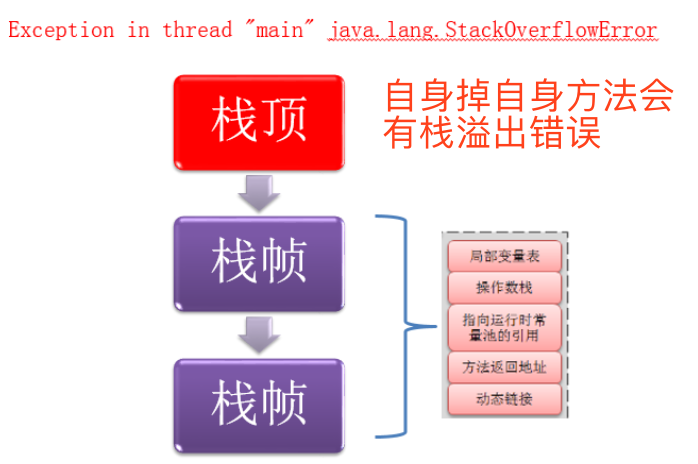 Exception in thread "main" java.lang.StackOverflowError
栈顶
自身掉自身方法会
有栈溢出错误
栈帧
局部变量表
操作数栈
指向运行时常
量池的引用
方法返回地址
动态链接
栈帧